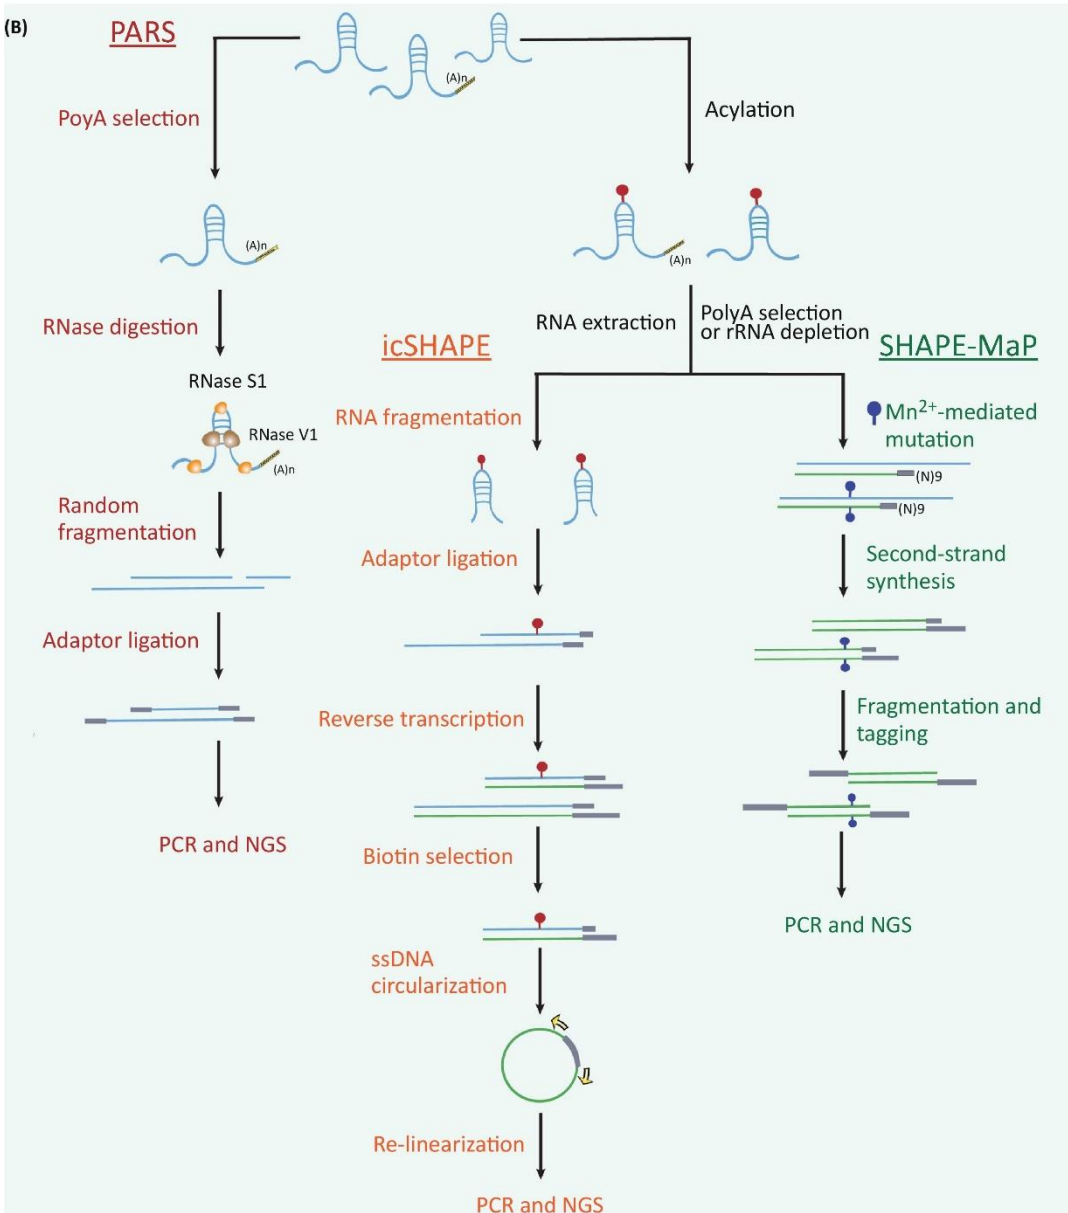 (B)
PARS
(A)n
PoyA selection
Acylation
(A)n
(A)n
RNase digestion
RNA extraction
PolyA selection
or rRNA depletion
icSHAPE
SHAPE-MaP
RNase S1
RNase V1
(A)n
RNA fragmentation
Mn2+-mediated
mutation
(N)9
(N)9
Random
fragmentation
Adaptor ligation
Second-strand
synthesis
Adaptor ligation
Reverse transcription
Fragmentation and
tagging
PCR and NGS
Biotin selection
PCR and NGS
ssDNA
circularization
Re-linearization
PCR and NGS